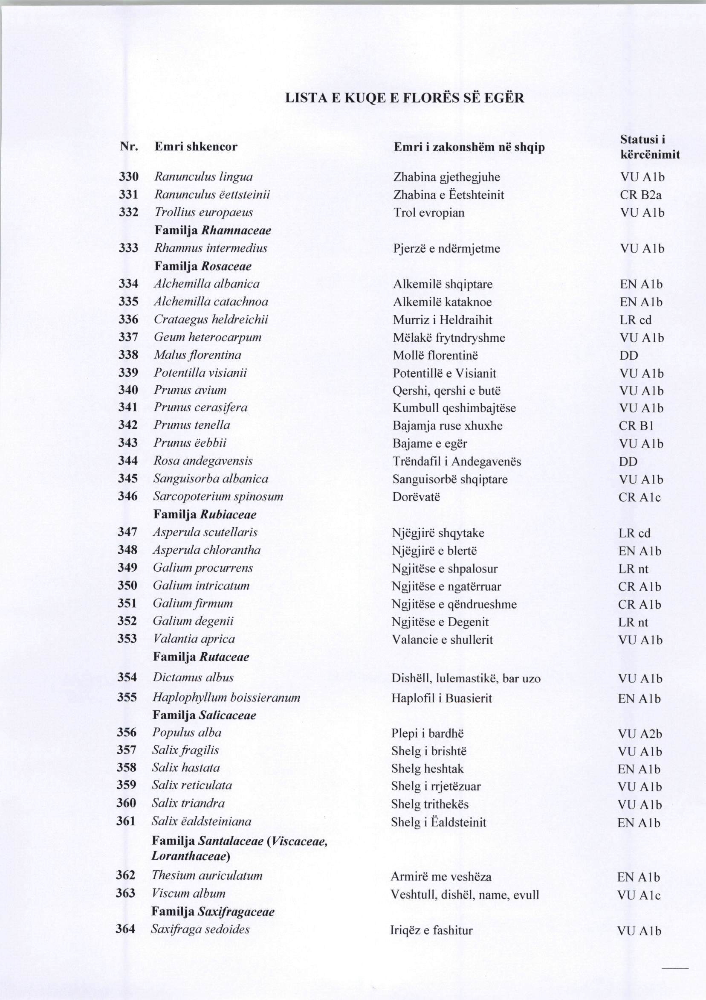 LISTA E KUQE E FLORËS SË EGËR
Nr. Emri shkencor Emri i zakonshëm në shqip Statusi i kërcënimit
330 Ranunculus lingua Zhabina gjethegjuhe VU A1b
331 Ranunculus ëettsteinii Zhabina e Ëetshteinit CR B2a
332 Trollius europaeus Trol evropian VU A1b
Familja Rhamnaceae
333 Rhamnus intermedius Pjerzë e ndërmjetme VU A1b
Familja Rosaceae
334 Alchemilla albanica Alkemilë shqiptare EN A1b
335 Alchemilla catachnoa Alkemilë kataknoe EN A1b
336 Crataegus heldreichii Murriz i Heldraihit LR cd
337 Geum heterocarpum Mëlakë frytndryshme VU A1b
338 Malus florentina Mollë florentinë DD
339 Potentilla visianii Potentillë e Visianit VU A1b
340 Prunus avium Qershi, qershi e butë VU A1b
341 Prunus cerasifera Kumbull qeshimbajtëse VU A1b
342 Prunus tenella Bajamja ruse xhuxhe CR B1
343 Prunus ëebbii Bajame e egër VU A1b
344 Rosa andegavensis Trëndafil i Andegavenës DD
345 Sanguisorba albanica Sanguisorbë shqiptare VU A1b
346 Sarcopoterium spinosum Dorëvatë CR A1c
Familja Rubiaceae
347 Asperula scutellaris Njëgjirë shqytake LR cd
348 Asperula chlorantha Njëgjirë e blertë EN A1b
349 Galium procurrens Ngjitëse e shpalosur LR nt
350 Galium intricatum Ngjitëse e ngatërruar CR A1b
351 Galium firmum Ngjitëse e qëndrueshme CR A1b
352 Galium degenii Ngjitëse e Degenit LR nt
353 Valantia aprica Valancie e shullerit VU A1b
Familja Rutaceae
354 Dictamus albus Dishëll, lulemastikë, bar uzo VU A1b
355 Haplophyllum boissieranum Haplofil i Buasierit EN A1b
Familja Salicaceae
356 Populus alba Plepi i bardhë VU A2b
357 Salix fragilis Shelg i brishtë VU A1b
358 Salix hastata Shelg heshtak EN A1b
359 Salix reticulata Shelg i rrjetëzuar VU A1b
360 Salix triandra Shelg trithekës VU A1b
361 Salix ëaldsteiniana Shelg i Ëaldsteinit EN A1b
Familja Santalaceae (Viscaceae,
Loranthaceae)
362 Thesium auriculatum Armirë me veshëza EN A1b
363 Viscum album Veshtull, dishël, name, evull VU A1c
Familja Saxifragaceae
364 Saxifraga sedoides Iriqëz e fashitur VU A1b